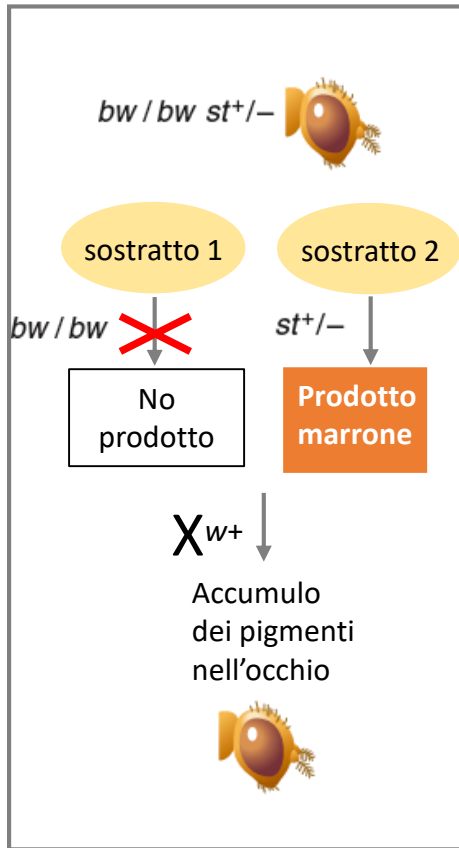 bw / bw st+/–
sostratto 1
sostratto 2
bw / bw
st+/–
No
prodotto
Prodotto
marrone
Xw+
Accumulo
dei pigmenti
nell'occhio